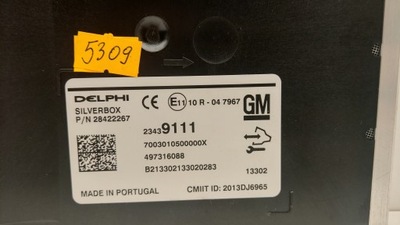 5309
DELPHI
SILVERBOX
P/N 28422267
CE E11 10 R - 04 7967
GM
23439111
7003010500000X
497316088
B213302133020283
13302
MADE IN PORTUGAL
CMIIT ID: 2013DJ6965